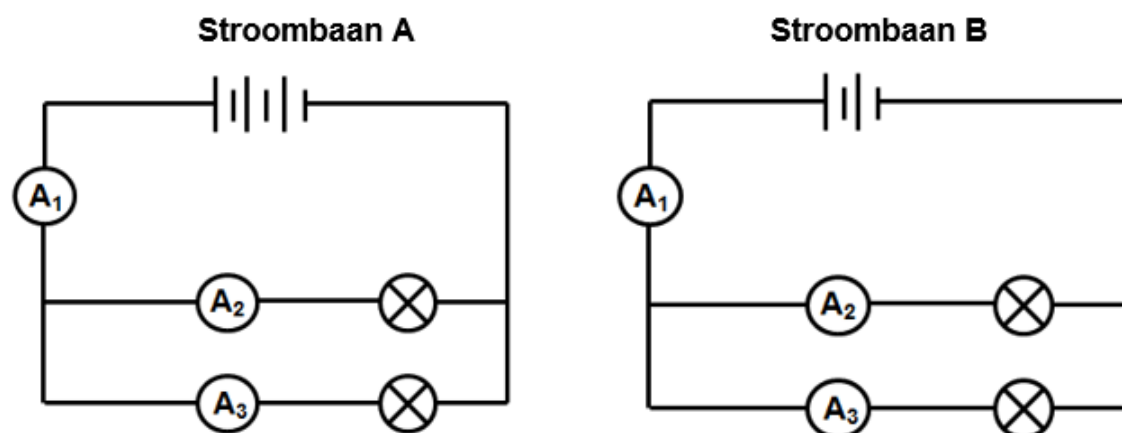 Stroombaan A
Stroombaan B
A₁
A₁
A₂
A₂
A₃
A₃